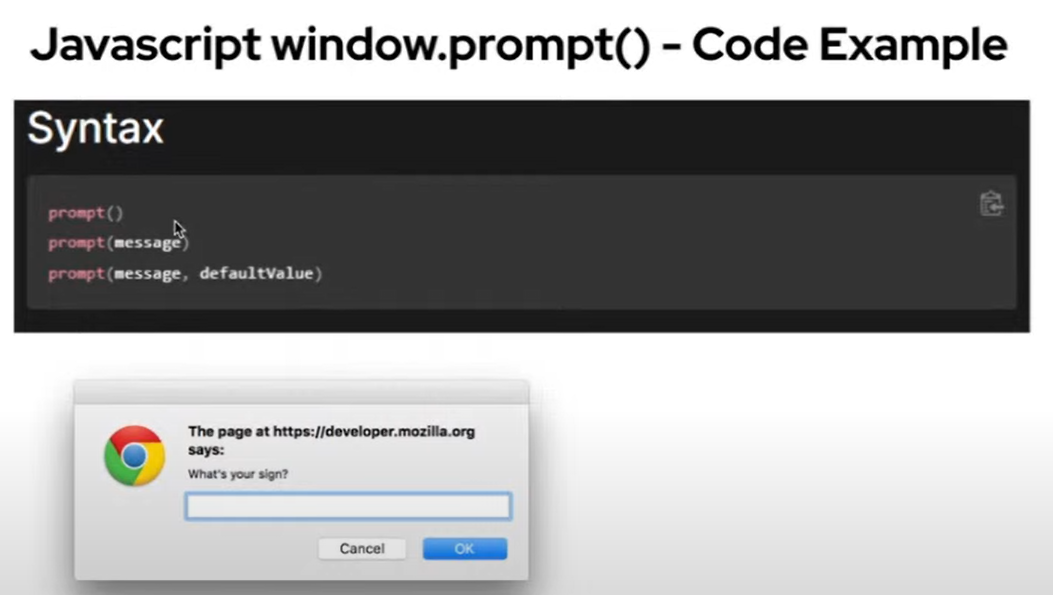 Javascript window.prompt() - Code Example
Syntax
prompt()
prompt(message)
prompt(message, defaultValue)
The page at https://developer.mozilla.org
says:
What's your sign?
Cancel
OK